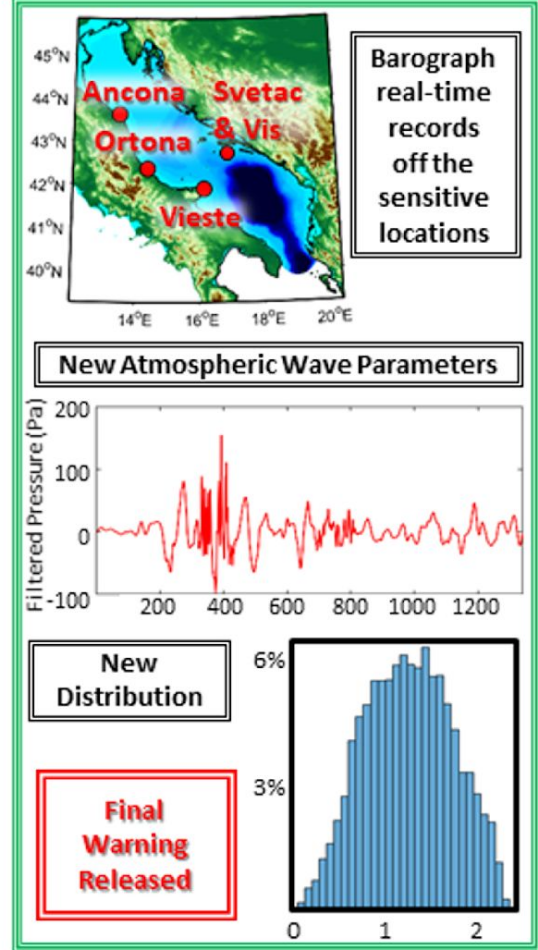 45°N
44°N
43°N
42°N
41°N
40°N
14°E 16°E 18°E 20°E
Ancona
Svetac
& Vis
Ortona
Vieste
Barograph
real-time
records
off the
sensitive
locations
New Atmospheric Wave Parameters
Filtered Pressure (Pa)
200
100
0
-100
200 400 600 800 1000 1200
New
Distribution
6%
3%
0 1 2
Final
Warning
Released